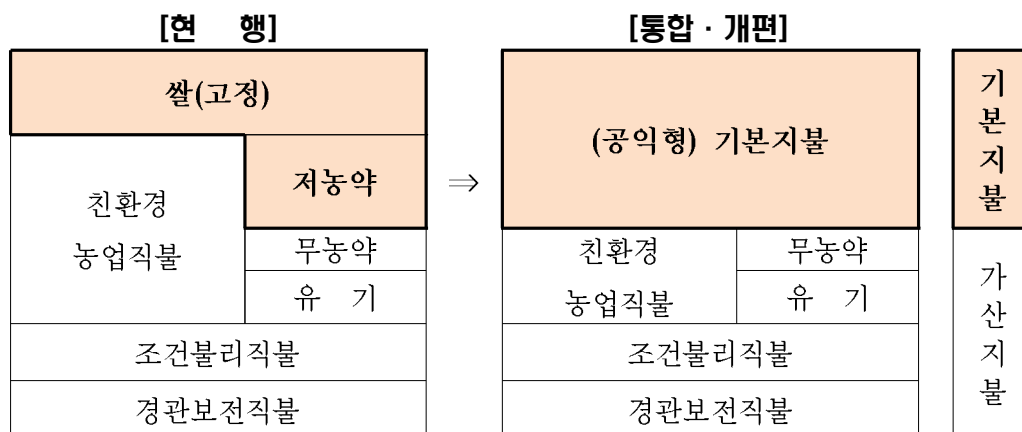 [현 행]
[통합 · 개편]
쌀(고정)
친환경
농업직불
저농약
무농약
유 기
조건불리직불
경관보전직불
⇒
(공익형) 기본지불
친환경
농업직불
무농약
유 기
조건불리직불
경관보전직불
기
본
지
불
가
산
지
불